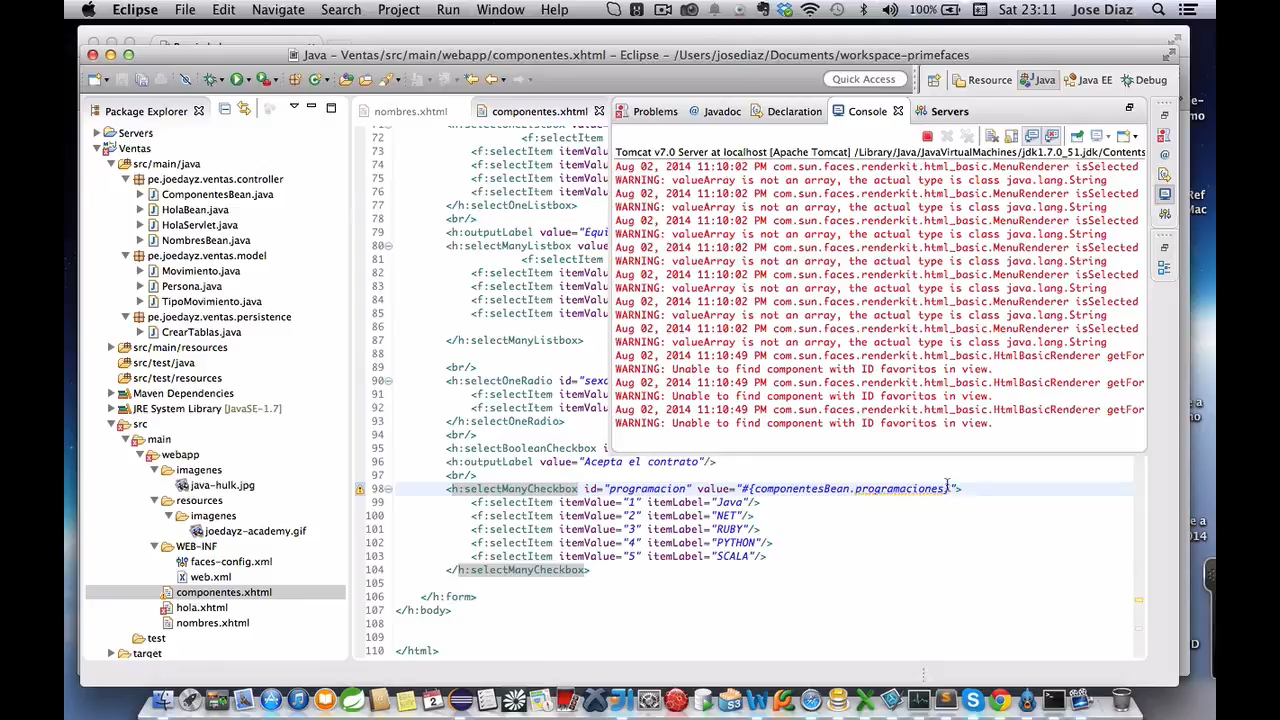 Eclipse File Edit Navigate Search Project Run Window Help 100% Sat 23:11 Jose Diaz
Java – Ventas/src/main/webapp/componentes.xhtml – Eclipse – /Users/josediaz/Documents/workspace-primefaces
Quick Access Resource Java Java EE Debug
Package Explorer
nombres.xhtml componentes.xhtml
Problems Javadoc Declaration Console Servers
Tomcat v7.0 Server at localhost [Apache Tomcat] /Library/Java/JavaVirtualMachines/jdk1.7.0_51.jdk/Contents
Aug 02, 2014 11:10:02 PM com.sun.faces.renderkit.html_basic.MenuRenderer isSelected
WARNING: valueArray is not an array, the actual type is class java.lang.String
Aug 02, 2014 11:10:02 PM com.sun.faces.renderkit.html_basic.MenuRenderer isSelected
WARNING: valueArray is not an array, the actual type is class java.lang.String
Aug 02, 2014 11:10:02 PM com.sun.faces.renderkit.html_basic.MenuRenderer isSelected
WARNING: valueArray is not an array, the actual type is class java.lang.String
Aug 02, 2014 11:10:02 PM com.sun.faces.renderkit.html_basic.MenuRenderer isSelected
WARNING: valueArray is not an array, the actual type is class java.lang.String
Aug 02, 2014 11:10:02 PM com.sun.faces.renderkit.html_basic.MenuRenderer isSelected
WARNING: valueArray is not an array, the actual type is class java.lang.String
Aug 02, 2014 11:10:02 PM com.sun.faces.renderkit.html_basic.MenuRenderer isSelected
WARNING: valueArray is not an array, the actual type is class java.lang.String
Aug 02, 2014 11:10:02 PM com.sun.faces.renderkit.html_basic.MenuRenderer isSelected
WARNING: valueArray is not an array, the actual type is class java.lang.String
Aug 02, 2014 11:10:49 PM com.sun.faces.renderkit.html_basic.HtmlBasicRenderer getFor
WARNING: Unable to find component with ID favoritos in view.
Aug 02, 2014 11:10:49 PM com.sun.faces.renderkit.html_basic.HtmlBasicRenderer getFor
WARNING: Unable to find component with ID favoritos in view.
Aug 02, 2014 11:10:49 PM com.sun.faces.renderkit.html_basic.HtmlBasicRenderer getFor
WARNING: Unable to find component with ID favoritos in view.
Servers
Ventas
src/main/java
pe.joedayz.ventas.controller
ComponentesBean.java
HolaBean.java
HolaServlet.java
NombresBean.java
pe.joedayz.ventas.model
Movimiento.java
Persona.java
TipoMovimiento.java
pe.joedayz.ventas.persistence
CrearTablas.java
src/main/resources
src/test/java
src/test/resources
Maven Dependencies
JRE System Library [JavaSE-1.7]
src
main
webapp
imagenes
java-hulk.jpg
resources
imagenes
joedayz-academy.gif
WEB-INF
faces-config.xml
web.xml
componentes.xhtml
hola.xhtml
nombres.xhtml
test
target
<h:selectOneListbox value=
72 <f:selectItem
73 <f:selectItem itemValue=
74 <f:selectItem itemValue=
75 <f:selectItem itemValue=
76 <f:selectItem itemValue=
77 </h:selectOneListbox>
78 <br/>
79 <h:outputLabel value="Equi
80 <h:selectManyListbox value
81 <f:selectItem
82 <f:selectItem itemValue=
83 <f:selectItem itemValue=
84 <f:selectItem itemValue=
85 <f:selectItem itemValue=
86
87 </h:selectManyListbox>
88
89 <br/>
90 <h:selectOneRadio id="sexo
91 <f:selectItem itemValue=
92 <f:selectItem itemValue=
93 </h:selectOneRadio>
94 <br/>
95 <h:selectBooleanCheckbox i
96 <h:outputLabel value="Acepta el contrato"/>
97 <br/>
98 <h:selectManyCheckbox id="programacion" value="#{componentesBean.programaciones}">
99 <f:selectItem itemValue="1" itemLabel="Java"/>
100 <f:selectItem itemValue="2" itemLabel="NET"/>
101 <f:selectItem itemValue="3" itemLabel="RUBY"/>
102 <f:selectItem itemValue="4" itemLabel="PYTHON"/>
103 <f:selectItem itemValue="5" itemLabel="SCALA"/>
104 </h:selectManyCheckbox>
105
106 </h:form>
107 </h:body>
108
109
110 </html>